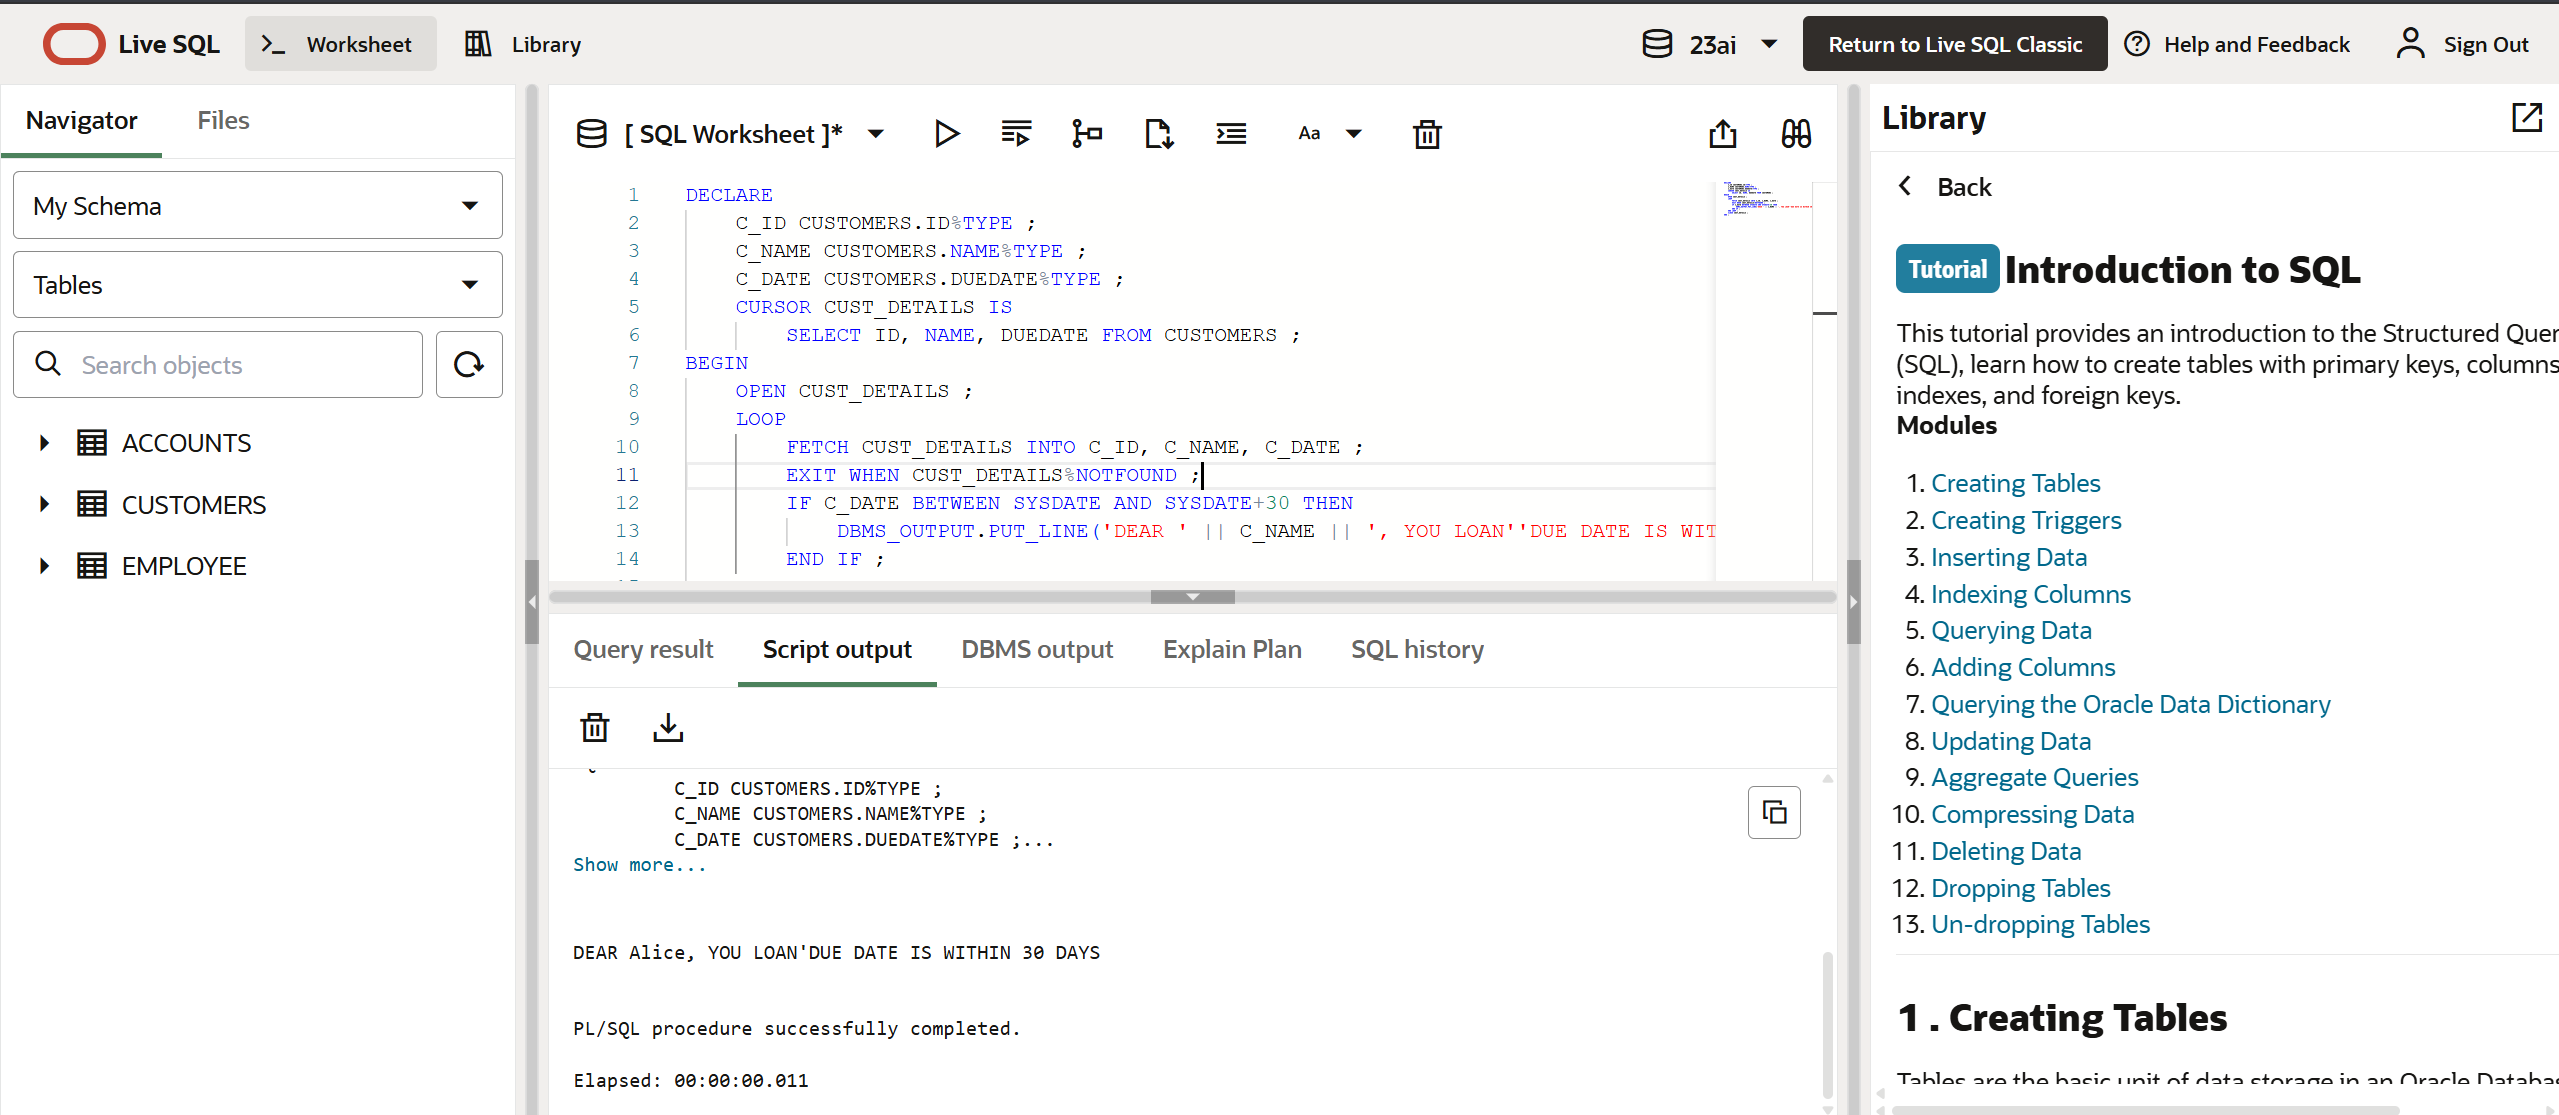 Live SQL
Worksheet
Library
23ai
Return to Live SQL Classic
Help and Feedback
Sign Out
Navigator
Files
My Schema
Tables
Search objects
ACCOUNTS
CUSTOMERS
EMPLOYEE
[ SQL Worksheet ]*
Aa
1 DECLARE
2 C_ID CUSTOMERS.ID%TYPE ;
3 C_NAME CUSTOMERS.NAME%TYPE ;
4 C_DATE CUSTOMERS.DUEDATE%TYPE ;
5 CURSOR CUST_DETAILS IS
6 SELECT ID, NAME, DUEDATE FROM CUSTOMERS ;
7 BEGIN
8 OPEN CUST_DETAILS ;
9 LOOP
10 FETCH CUST_DETAILS INTO C_ID, C_NAME, C_DATE ;
11 EXIT WHEN CUST_DETAILS%NOTFOUND ;
12 IF C_DATE BETWEEN SYSDATE AND SYSDATE+30 THEN
13 DBMS_OUTPUT.PUT_LINE('DEAR ' || C_NAME || ', YOU LOAN''DUE DATE IS WIT
14 END IF ;
Query result
Script output
DBMS output
Explain Plan
SQL history
C_ID CUSTOMERS.ID%TYPE ;
C_NAME CUSTOMERS.NAME%TYPE ;
C_DATE CUSTOMERS.DUEDATE%TYPE ;...
Show more...
DEAR Alice, YOU LOAN'DUE DATE IS WITHIN 30 DAYS
PL/SQL procedure successfully completed.
Elapsed: 00:00:00.011
Library
Back
Tutorial Introduction to SQL
This tutorial provides an introduction to the Structured Quer
(SQL), learn how to create tables with primary keys, columns
indexes, and foreign keys.
Modules
1. Creating Tables
2. Creating Triggers
3. Inserting Data
4. Indexing Columns
5. Querying Data
6. Adding Columns
7. Querying the Oracle Data Dictionary
8. Updating Data
9. Aggregate Queries
10. Compressing Data
11. Deleting Data
12. Dropping Tables
13. Un-dropping Tables
1 . Creating Tables
Tables are the basic unit of data storage in an Oracle Databas